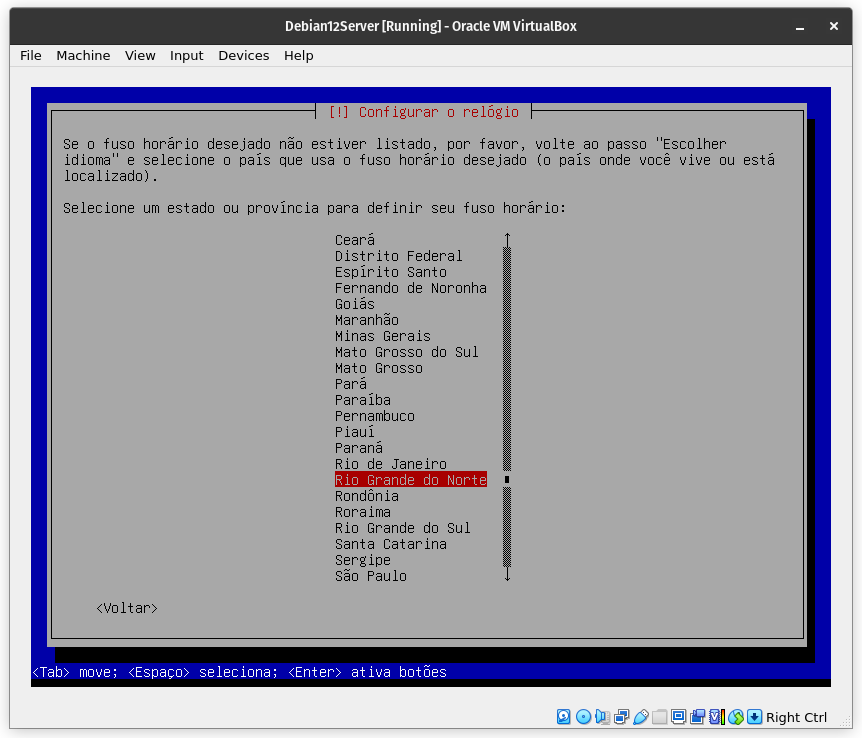 Debian12Server [Running] - Oracle VM VirtualBox
File Machine View Input Devices Help
[!] Configurar o relógio
Se o fuso horário desejado não estiver listado, por favor, volte ao passo "Escolher
idioma" e selecione o país que usa o fuso horário desejado (o país onde você vive ou está
localizado).
Selecione um estado ou província para definir seu fuso horário:
Ceará
Distrito Federal
Espírito Santo
Fernando de Noronha
Goiás
Maranhão
Minas Gerais
Mato Grosso do Sul
Mato Grosso
Pará
Paraíba
Pernambuco
Piauí
Paraná
Rio de Janeiro
Rio Grande do Norte
Rondônia
Roraima
Rio Grande do Sul
Santa Catarina
Sergipe
São Paulo
<Voltar>
<Tab> move; <Espaço> seleciona; <Enter> ativa botões
Right Ctrl